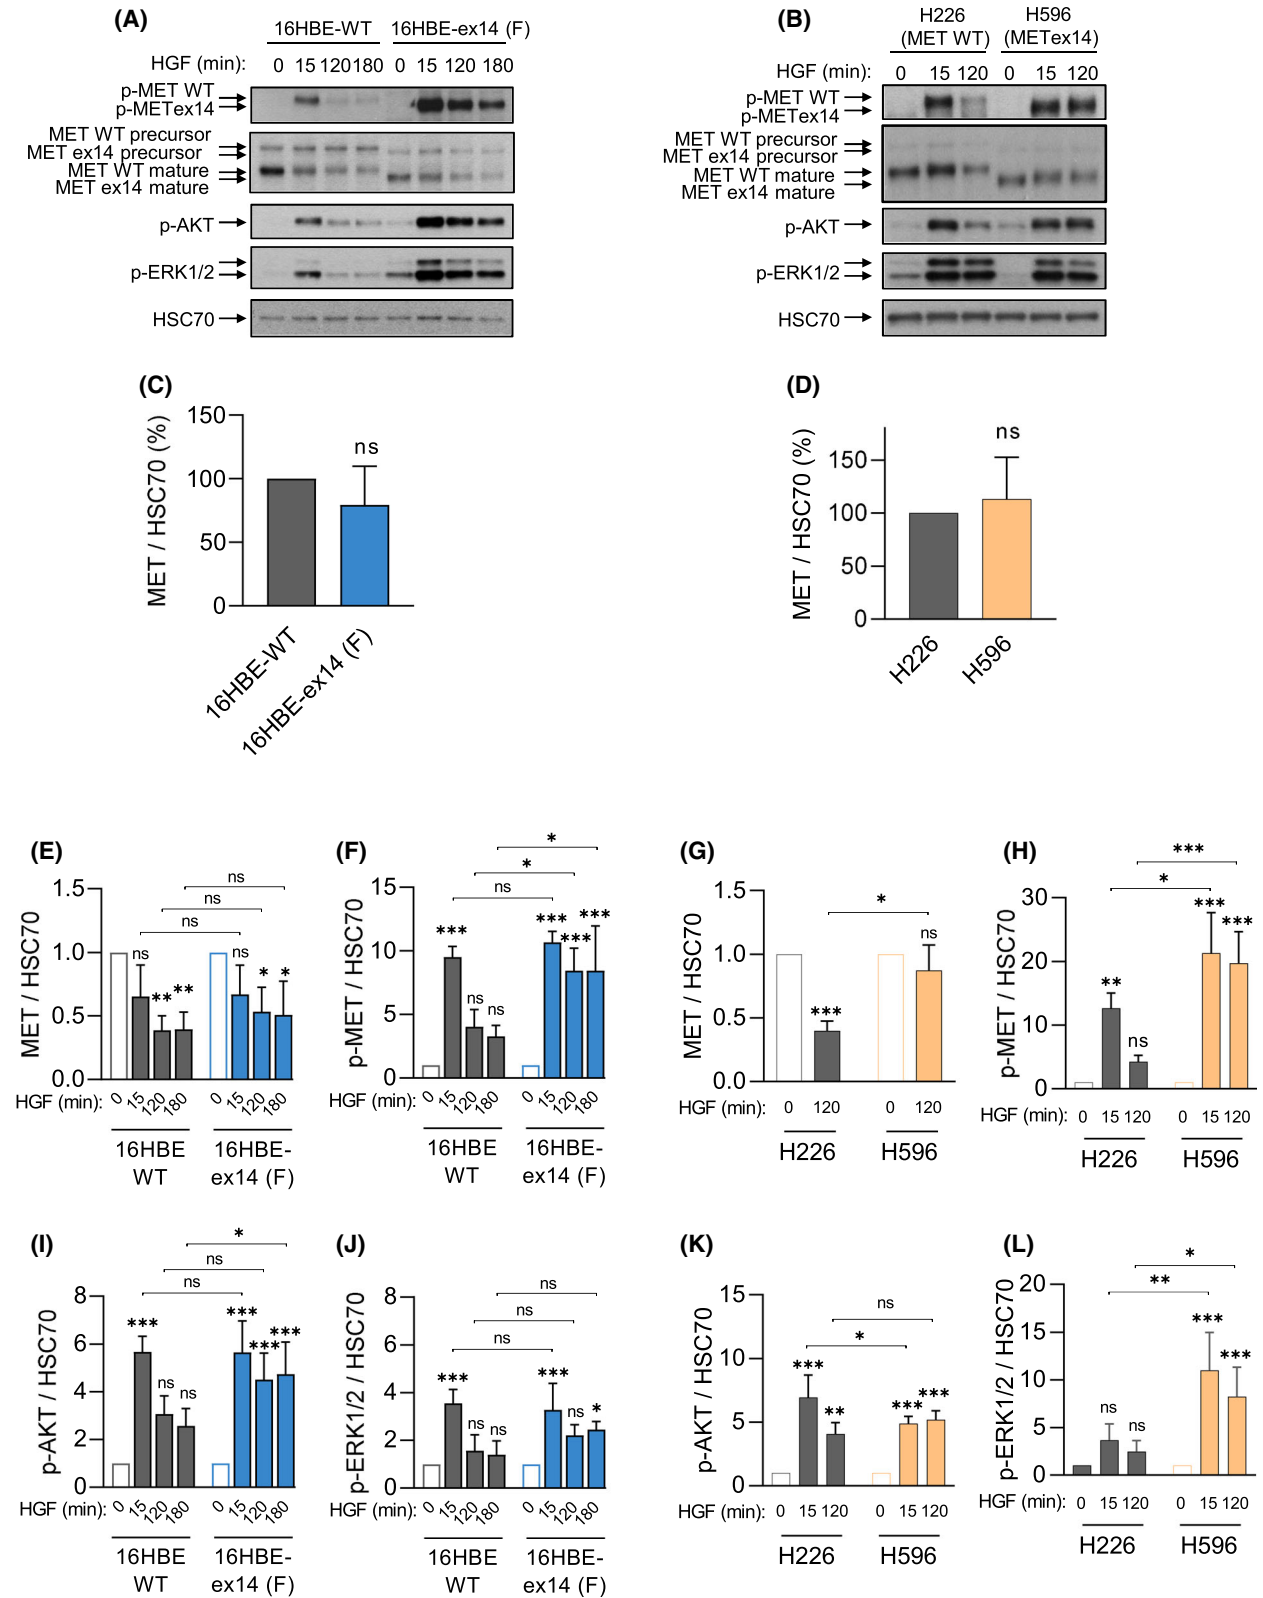 (A)
16HBE-WT 16HBE-ex14 (F)
HGF (min): 0 15 120 180 0 15 120 180
p-MET WT
p-METex14
MET WT precursor
MET ex14 precursor
MET WT mature
MET ex14 mature
p-AKT
p-ERK1/2
HSC70
(B)
H226 H596
(MET WT) (METex14)
HGF (min): 0 15 120 0 15 120
p-MET WT
p-METex14
MET WT precursor
MET ex14 precursor
MET WT mature
MET ex14 mature
p-AKT
p-ERK1/2
HSC70
(C)
MET / HSC70 (%)
150
100
50
0
ns
16HBE-WT
16HBE-ex14 (F)
(D)
MET / HSC70 (%)
150
100
50
0
ns
H226
H596
(E)
MET / HSC70
1.5
1.0
0.5
0.0
ns
ns
ns
ns ** ** ns * *
HGF (min): 0 15 120 180 0 15 120 180
16HBE 16HBE-
WT ex14 (F)
(F)
p-MET / HSC70
15
10
5
0
*
*
ns
*** ns ns *** *** ***
HGF (min): 0 15 120 180 0 15 120 180
16HBE 16HBE-
WT ex14 (F)
(G)
MET / HSC70
1.5
1.0
0.5
0.0
*
*** ns
HGF (min): 0 120 0 120
H226 H596
(H)
p-MET / HSC70
30
20
10
0
***
*
** ns *** ***
HGF (min): 0 15 120 0 15 120
H226 H596
(I)
p-AKT / HSC70
8
6
4
2
0
*
ns
ns
*** ns ns *** *** ***
HGF (min): 0 15 120 180 0 15 120 180
16HBE 16HBE-
WT ex14 (F)
(J)
p-ERK1/2 / HSC70
8
6
4
2
0
ns
ns
ns
*** ns ns *** ns *
HGF (min): 0 15 120 180 0 15 120 180
16HBE 16HBE-
WT ex14 (F)
(K)
p-AKT / HSC70
15
10
5
0
ns
*
*** ** *** ***
HGF (min): 0 15 120 0 15 120
H226 H596
(L)
p-ERK1/2 / HSC70
20
15
10
5
0
*
**
ns ns *** ***
HGF (min): 0 15 120 0 15 120
H226 H596